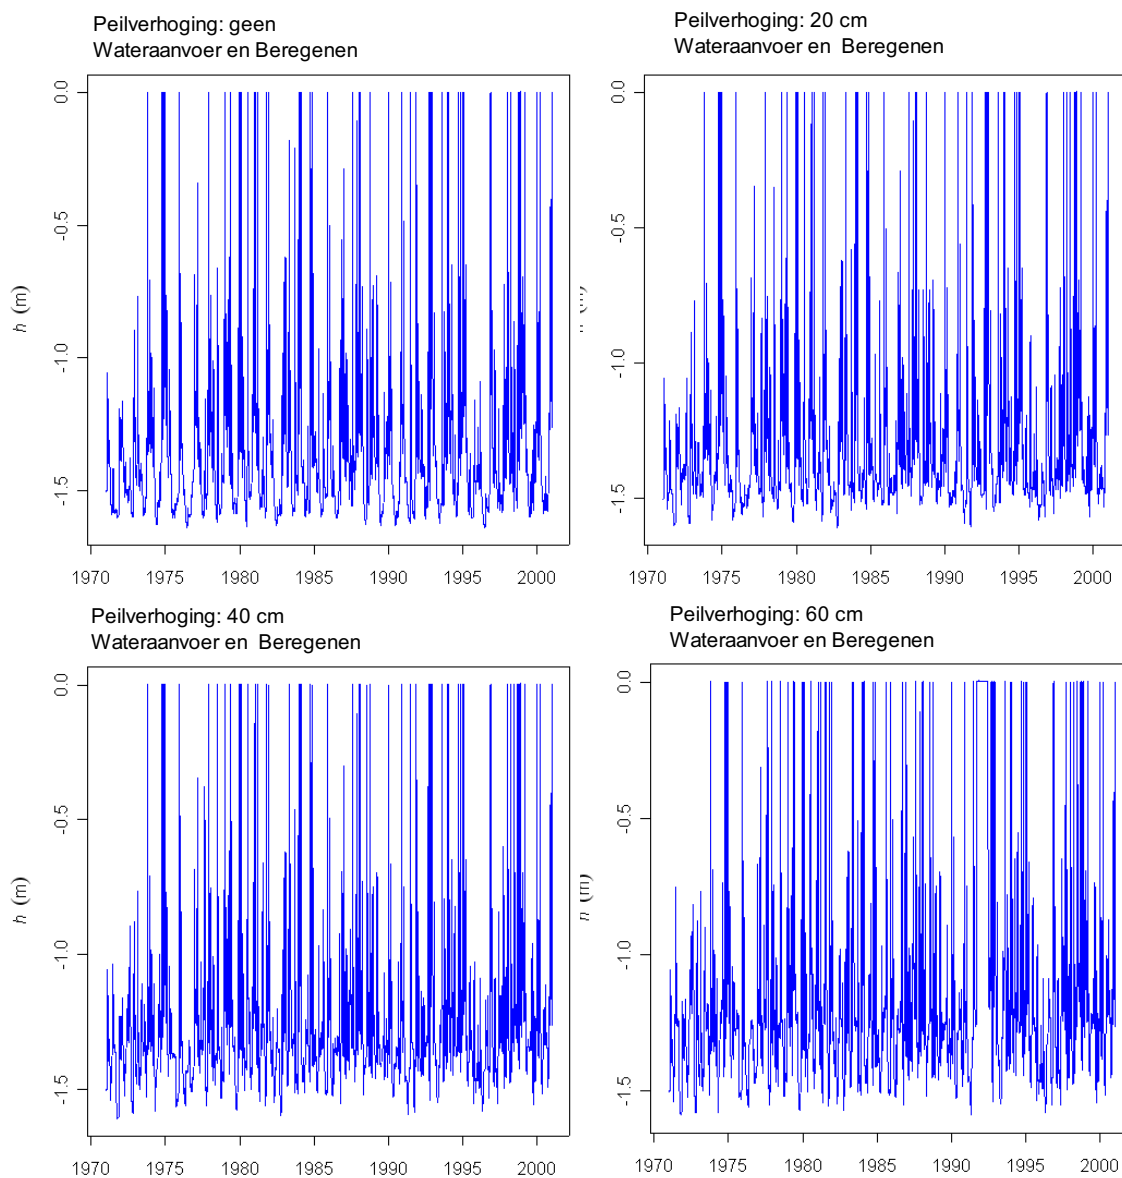 Peilverhoging: geen
Wateraanvoer en Beregenen
0.0
-0.5
-1.0
-1.5
h (m)
1970 1975 1980 1985 1990 1995 2000
Peilverhoging: 20 cm
Wateraanvoer en Beregenen
0.0
-0.5
-1.0
-1.5
(m)
1970 1975 1980 1985 1990 1995 2000
Peilverhoging: 40 cm
Wateraanvoer en Beregenen
0.0
-0.5
-1.0
-1.5
h (m)
1970 1975 1980 1985 1990 1995 2000
Peilverhoging: 60 cm
Wateraanvoer en Beregenen
0.0
-0.5
-1.0
-1.5
h (m)
1970 1975 1980 1985 1990 1995 2000